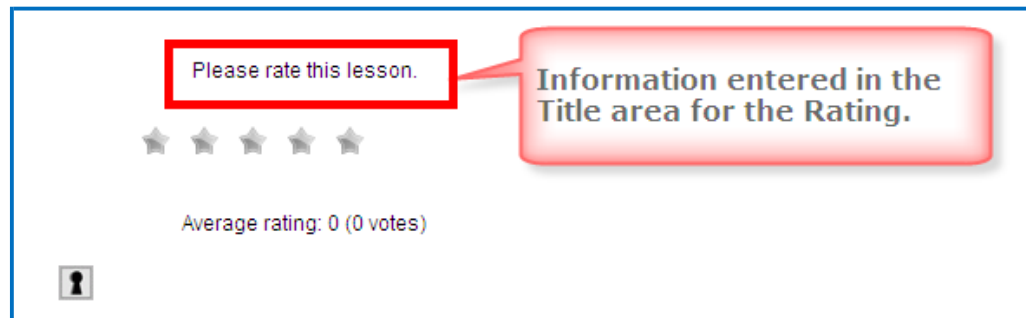 Please rate this lesson.
Information entered in the
Title area for the Rating.
Average rating: 0 (0 votes)